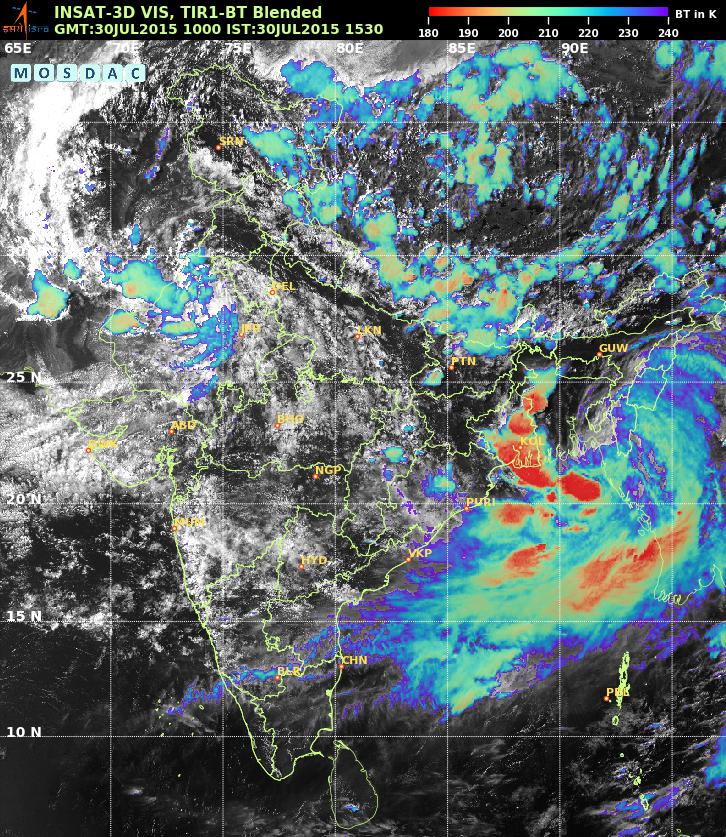 INSAT-3D VIS, TIR1-BT Blended
GMT:30JUL2015 1000 IST:30JUL2015 1530
BT in K
180 190 200 210 220 230 240
65E 70E 75E 80E 85E 90E
M O S D A C
SRN
DEL
JPR
LKN
GUW
PTN
25 N
BHO
ABD
KOL
NGP
20 N
PURI
MUM
VKP
HYD
15 N
CHN
BLR
PBL
10 N